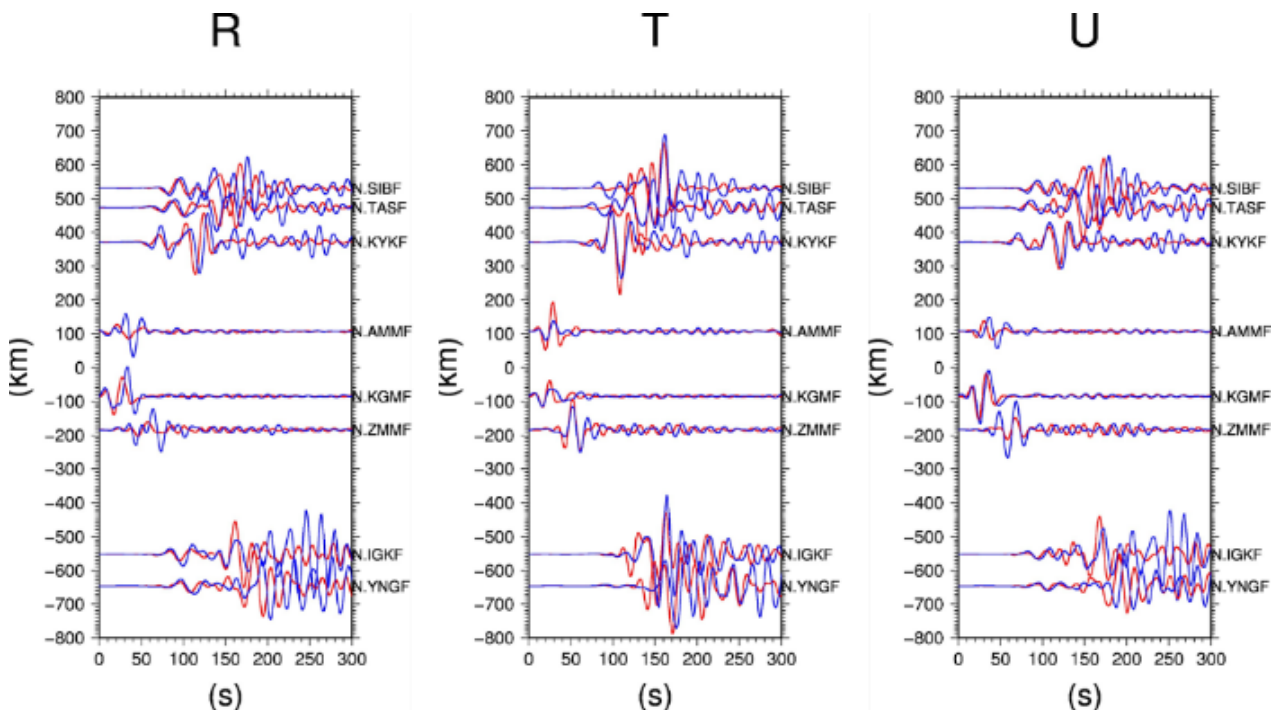 R
T
U
800
700
600
500
400
300
200
100
0
−100
−200
−300
−400
−500
−600
−700
−800
(km)
N.SIBF
N.TASF
N.KYKF
N.AMMF
N.KGMF
N.ZMMF
N.IGKF
N.YNGF
0 50 100 150 200 250 300
(s)
800
700
600
500
400
300
200
100
0
−100
−200
−300
−400
−500
−600
−700
−800
(km)
N.SIBF
N.TASF
N.KYKF
N.AMMF
N.KGMF
N.ZMMF
N.IGKF
N.YNGF
0 50 100 150 200 250 300
(s)
800
700
600
500
400
300
200
100
0
−100
−200
−300
−400
−500
−600
−700
−800
(km)
N.SIBF
N.TASF
N.KYKF
N.AMMF
N.KGMF
N.ZMMF
N.IGKF
N.YNGF
0 50 100 150 200 250 300
(s)